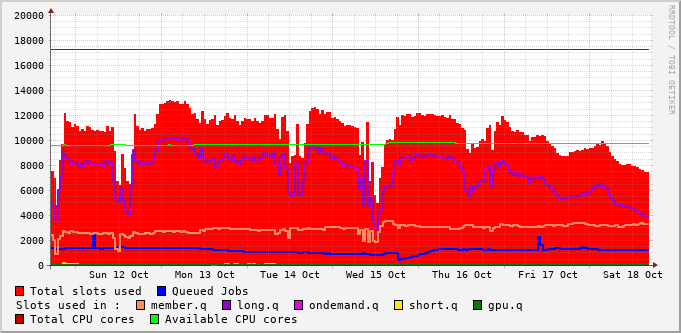 20000
18000
16000
14000
12000
10000
8000
6000
4000
2000
0
Sun 12 Oct Mon 13 Oct Tue 14 Oct Wed 15 Oct Thu 16 Oct Fri 17 Oct Sat 18 Oct
Total slots used Queued Jobs
Slots used in : member.q long.q ondemand.q short.q gpu.q
Total CPU cores Available CPU cores
RRDTOOL / TOBI OETIKER